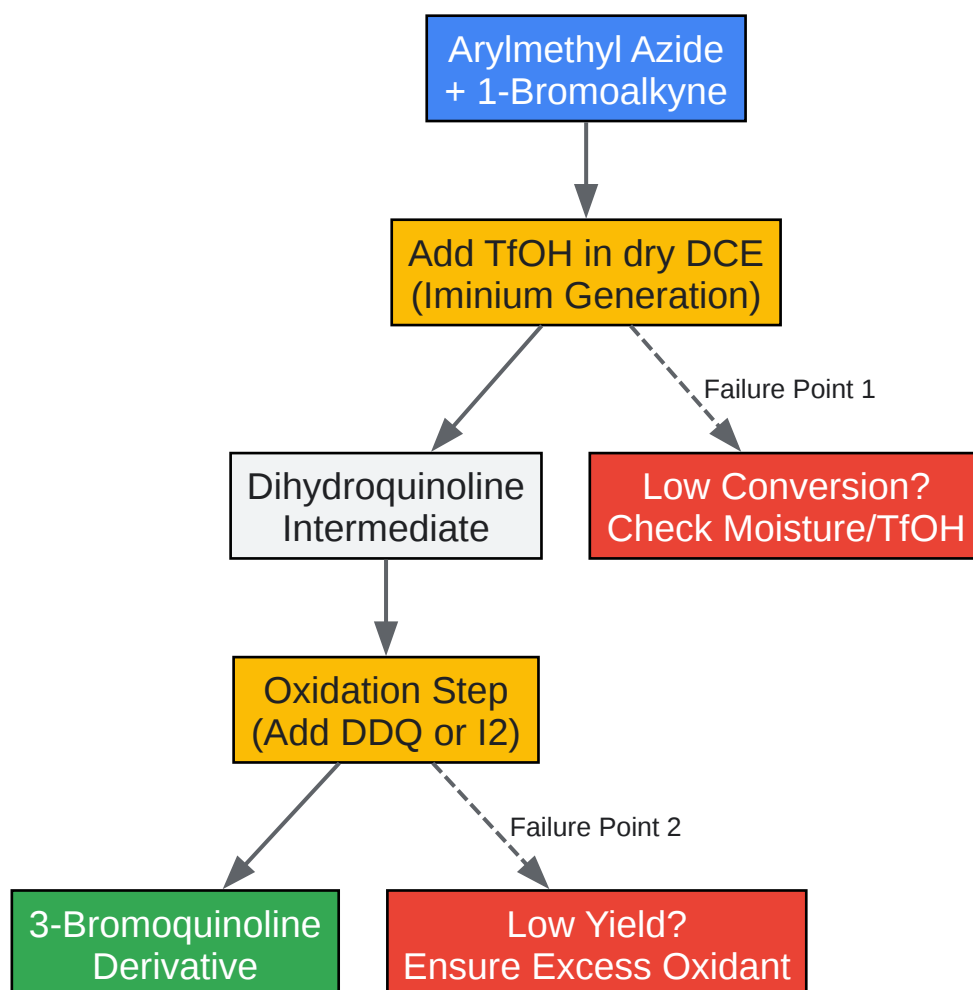 Arylmethyl Azide
+ 1-Bromoalkyne
Add TfOH in dry DCE
(Iminium Generation)
Failure Point 1
Dihydroquinoline
Intermediate
Low Conversion?
Check Moisture/TfOH
Oxidation Step
(Add DDQ or I2)
Failure Point 2
3-Bromoquinoline
Derivative
Low Yield?
Ensure Excess Oxidant